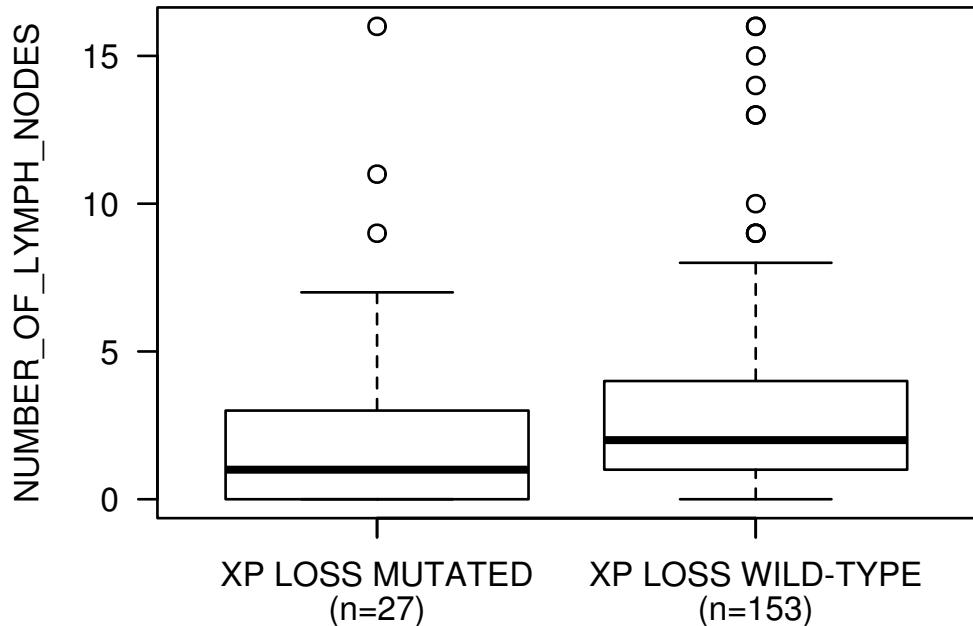 NUMBER_OF_LYMPH_NODES
15
10
5
0
XP LOSS MUTATED
(n=27)
XP LOSS WILD-TYPE
(n=153)